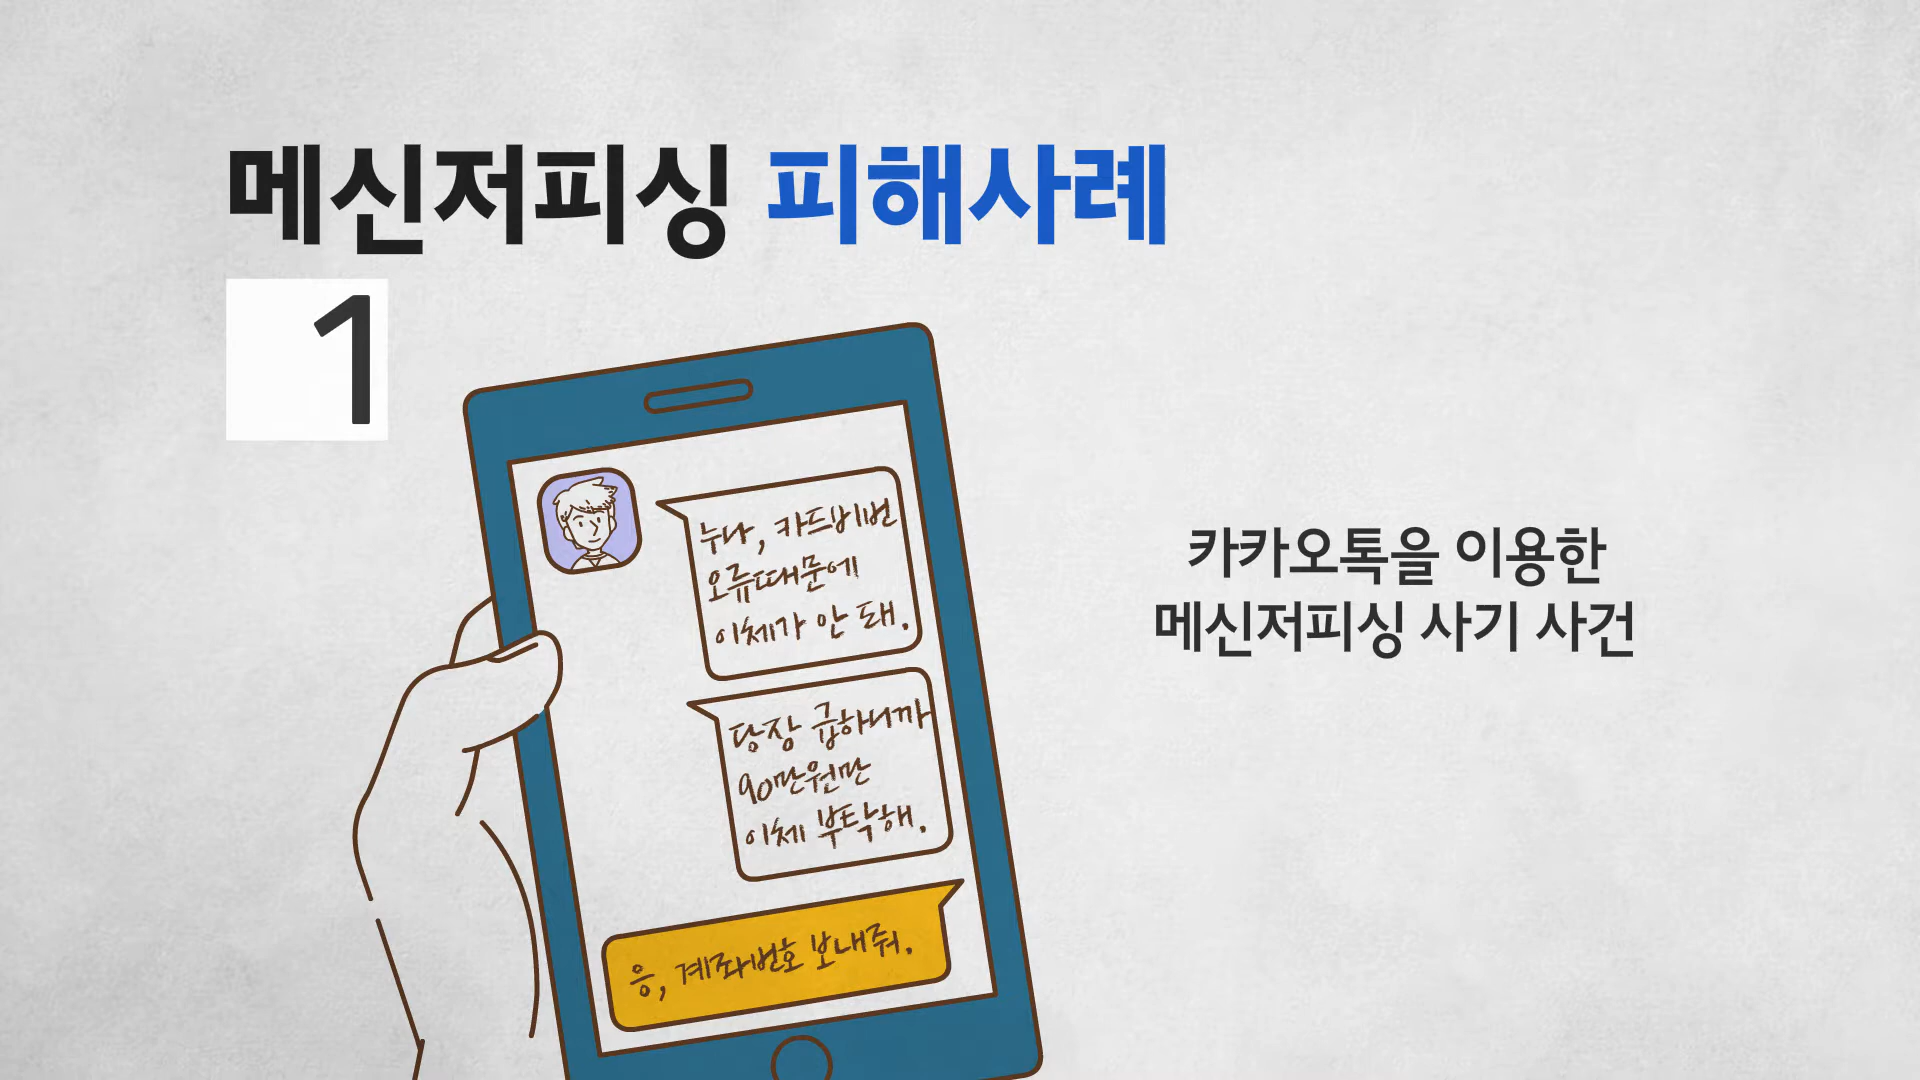 메신저피싱 피해사례
1
누나, 카드비번
오류때문에
이체가 안 돼.
당장 급하니까
90만원만
이체 부탁해.
응, 계좌번호 보내줘.
카카오톡을 이용한
메신저피싱 사기 사건